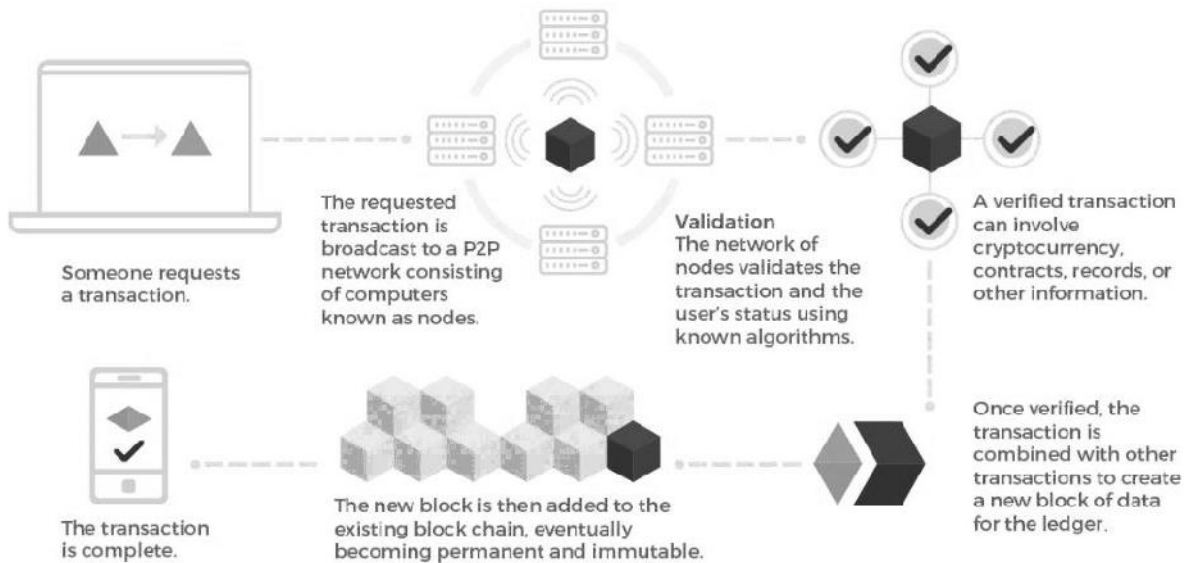 Someone requests
a transaction.
The requested
transaction is
broadcast to a P2P
network consisting
of computers
known as nodes.
Validation
The network of
nodes validates the
transaction and the
user's status using
known algorithms.
A verified transaction
can involve
cryptocurrency,
contracts, records, or
other information.
Once verified, the
transaction is
combined with other
transactions to create
a new block of data
for the ledger.
The new block is then added to the
existing block chain, eventually
becoming permanent and immutable.
The transaction
is complete.